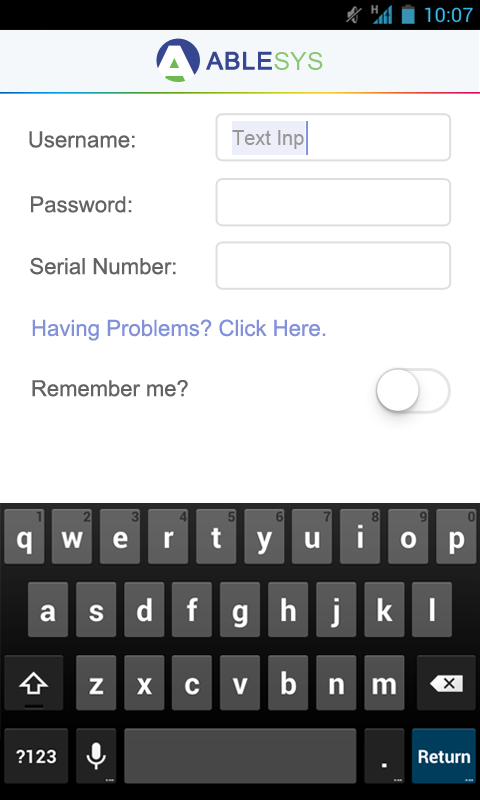 H 10:07
ABLESYS
Username: Text Inp
Password:
Serial Number:
Having Problems? Click Here.
Remember me?
1 2 3 4 5 6 7 8 9 0
q w e r t y u i o p
a s d f g h j k l
z x c v b n m
?123 ... . ... Return ...